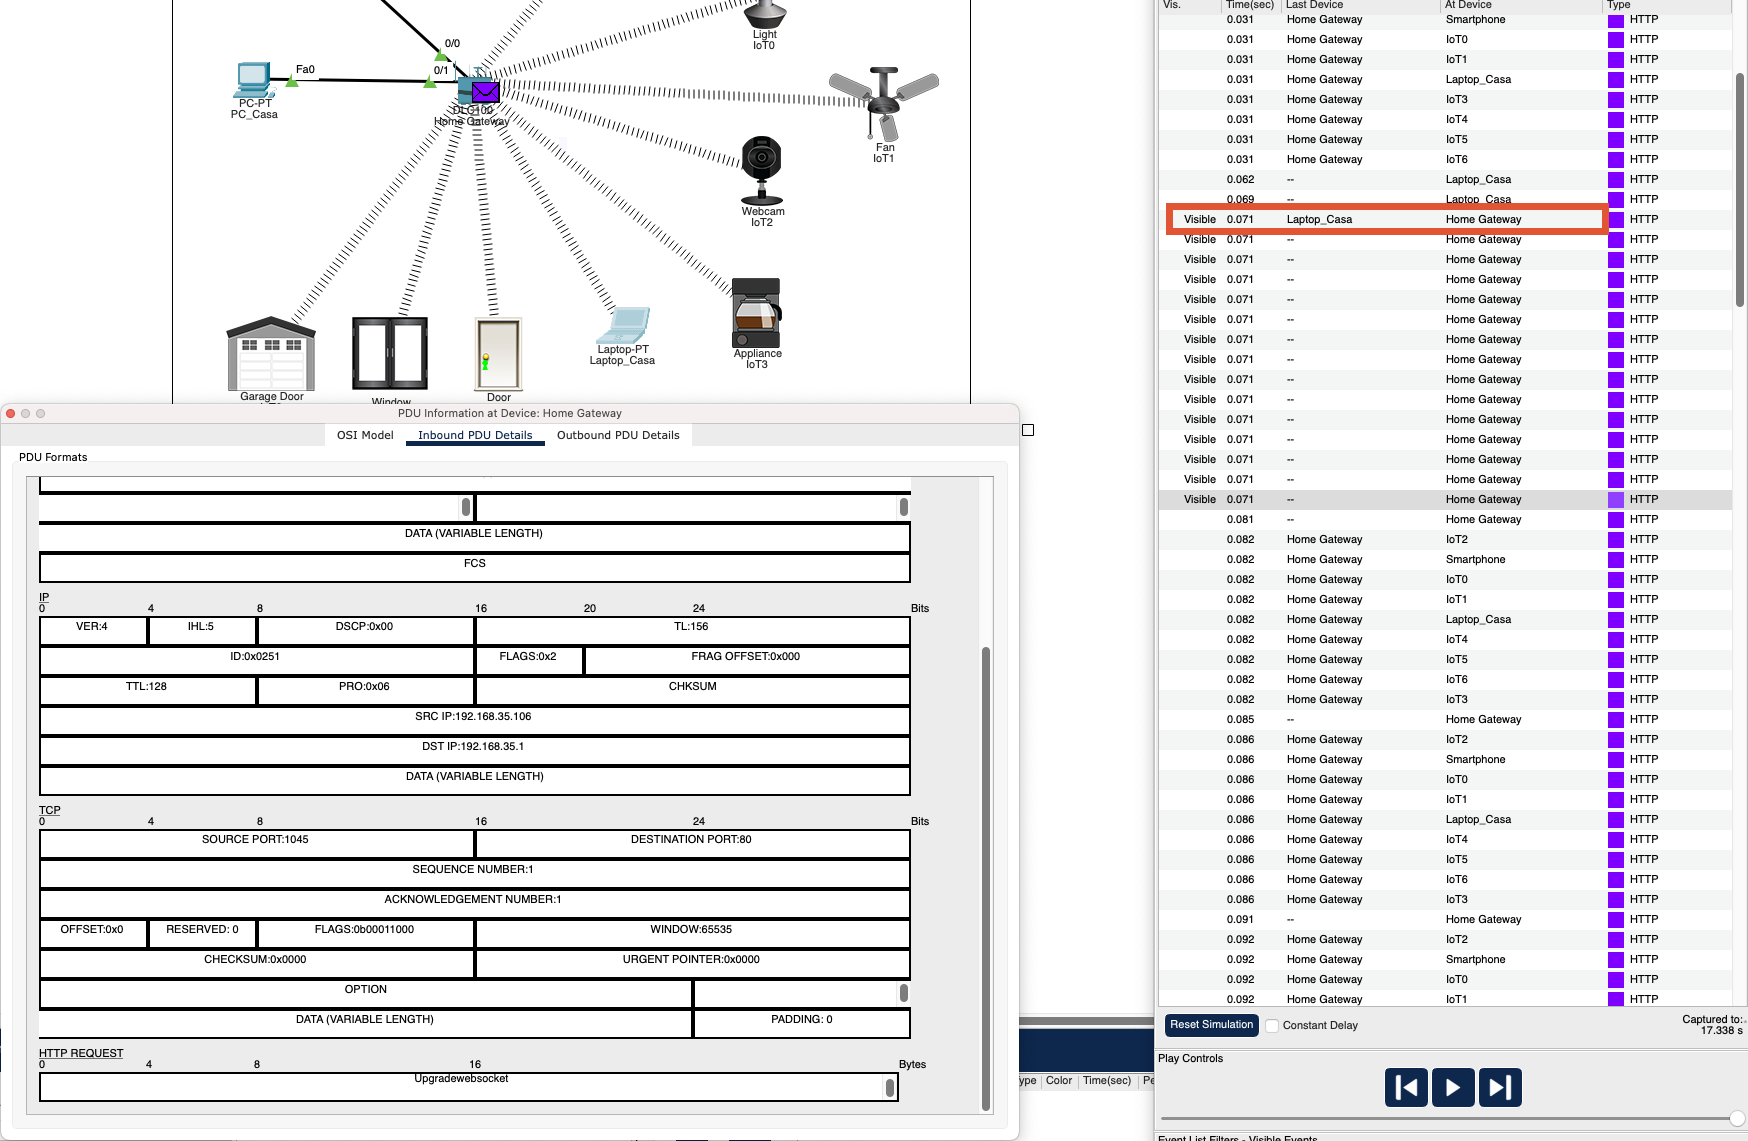 0/0
0/1
Fa0
PC-PT
PC_Casa
DLC100
Home Gateway
Light
IoT0
Fan
IoT1
Webcam
IoT2
Appliance
IoT3
Laptop-PT
Laptop_Casa
Garage Door
Window
Door
PDU Information at Device: Home Gateway
OSI Model Inbound PDU Details Outbound PDU Details
PDU Formats
DATA (VARIABLE LENGTH)
FCS
IP
0 4 8 16 20 24 Bits
VER:4 IHL:5 DSCP:0x00 TL:156
ID:0x0251 FLAGS:0x2 FRAG OFFSET:0x000
TTL:128 PRO:0x06 CHKSUM
SRC IP:192.168.35.106
DST IP:192.168.35.1
DATA (VARIABLE LENGTH)
TCP
0 4 8 16 24 Bits
SOURCE PORT:1045 DESTINATION PORT:80
SEQUENCE NUMBER:1
ACKNOWLEDGEMENT NUMBER:1
OFFSET:0x0 RESERVED: 0 FLAGS:0b00011000 WINDOW:65535
CHECKSUM:0x0000 URGENT POINTER:0x0000
OPTION
DATA (VARIABLE LENGTH) PADDING: 0
HTTP REQUEST
0 4 8 16 Bytes
Upgradewebsocket
Color Time(sec)
Vis. Time(sec) Last Device At Device Type
0.031 Home Gateway Smartphone HTTP
0.031 Home Gateway IoT0 HTTP
0.031 Home Gateway IoT1 HTTP
0.031 Home Gateway Laptop_Casa HTTP
0.031 Home Gateway IoT3 HTTP
0.031 Home Gateway IoT4 HTTP
0.031 Home Gateway IoT5 HTTP
0.031 Home Gateway IoT6 HTTP
0.062 -- Laptop_Casa HTTP
0.069 -- Laptop_Casa HTTP
Visible 0.071 Laptop_Casa Home Gateway HTTP
Visible 0.071 -- Home Gateway HTTP
Visible 0.071 -- Home Gateway HTTP
Visible 0.071 -- Home Gateway HTTP
Visible 0.071 -- Home Gateway HTTP
Visible 0.071 -- Home Gateway HTTP
Visible 0.071 -- Home Gateway HTTP
Visible 0.071 -- Home Gateway HTTP
Visible 0.071 -- Home Gateway HTTP
Visible 0.071 -- Home Gateway HTTP
Visible 0.071 -- Home Gateway HTTP
Visible 0.071 -- Home Gateway HTTP
Visible 0.071 -- Home Gateway HTTP
Visible 0.071 -- Home Gateway HTTP
Visible 0.071 -- Home Gateway HTTP
0.081 -- Home Gateway HTTP
0.082 Home Gateway IoT2 HTTP
0.082 Home Gateway Smartphone HTTP
0.082 Home Gateway IoT0 HTTP
0.082 Home Gateway IoT1 HTTP
0.082 Home Gateway Laptop_Casa HTTP
0.082 Home Gateway IoT4 HTTP
0.082 Home Gateway IoT5 HTTP
0.082 Home Gateway IoT6 HTTP
0.082 Home Gateway IoT3 HTTP
0.085 -- Home Gateway HTTP
0.086 Home Gateway IoT2 HTTP
0.086 Home Gateway Smartphone HTTP
0.086 Home Gateway IoT0 HTTP
0.086 Home Gateway IoT1 HTTP
0.086 Home Gateway Laptop_Casa HTTP
0.086 Home Gateway IoT4 HTTP
0.086 Home Gateway IoT5 HTTP
0.086 Home Gateway IoT6 HTTP
0.086 Home Gateway IoT3 HTTP
0.091 -- Home Gateway HTTP
0.092 Home Gateway IoT2 HTTP
0.092 Home Gateway Smartphone HTTP
0.092 Home Gateway IoT0 HTTP
0.092 Home Gateway IoT1 HTTP
Reset Simulation Constant Delay Captured to:
17.338 s
Play Controls
Event List Filters - Visible Events